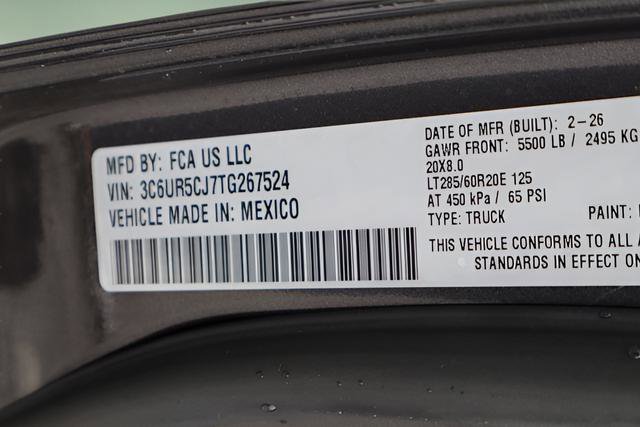 MFD BY: FCA US LLC
VIN: 3C6UR5CJ7TG267524
VEHICLE MADE IN: MEXICO
DATE OF MFR (BUILT): 2-26
GAWR FRONT: 5500 LB / 2495 KG
20X8.0
LT285/60R20E 125
AT 450 kPa / 65 PSI
TYPE: TRUCK PAINT:
THIS VEHICLE CONFORMS TO ALL
STANDARDS IN EFFECT ON